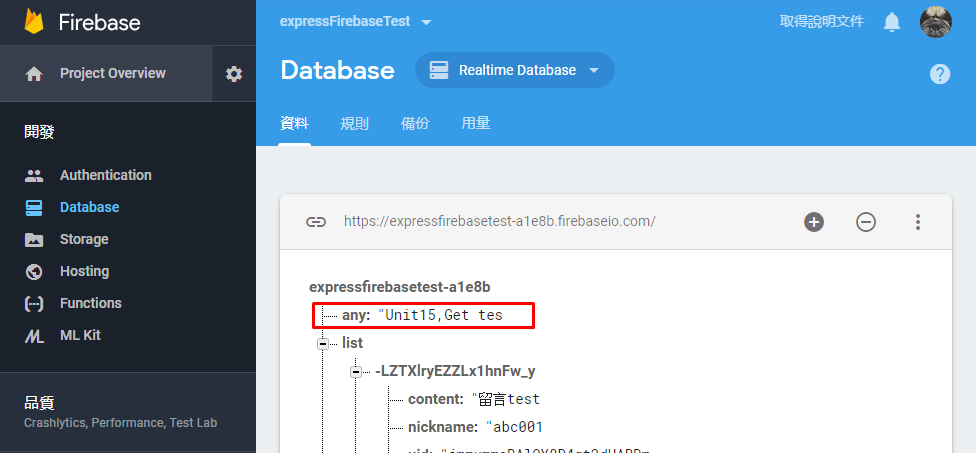 Firebase
expressFirebaseTest
取得說明文件
Project Overview
Database
Realtime Database
開發
資料
規則
備份
用量
Authentication
Database
Storage
Hosting
Functions
ML Kit
品質
Crashlytics, Performance, Test Lab
https://expressfirebasetest-a1e8b.firebaseio.com/
expressfirebasetest-a1e8b
any: "Unit15,Get tes
list
-LZTXlryEZZLx1hnFw_y
content: "留言test
nickname: "abc001